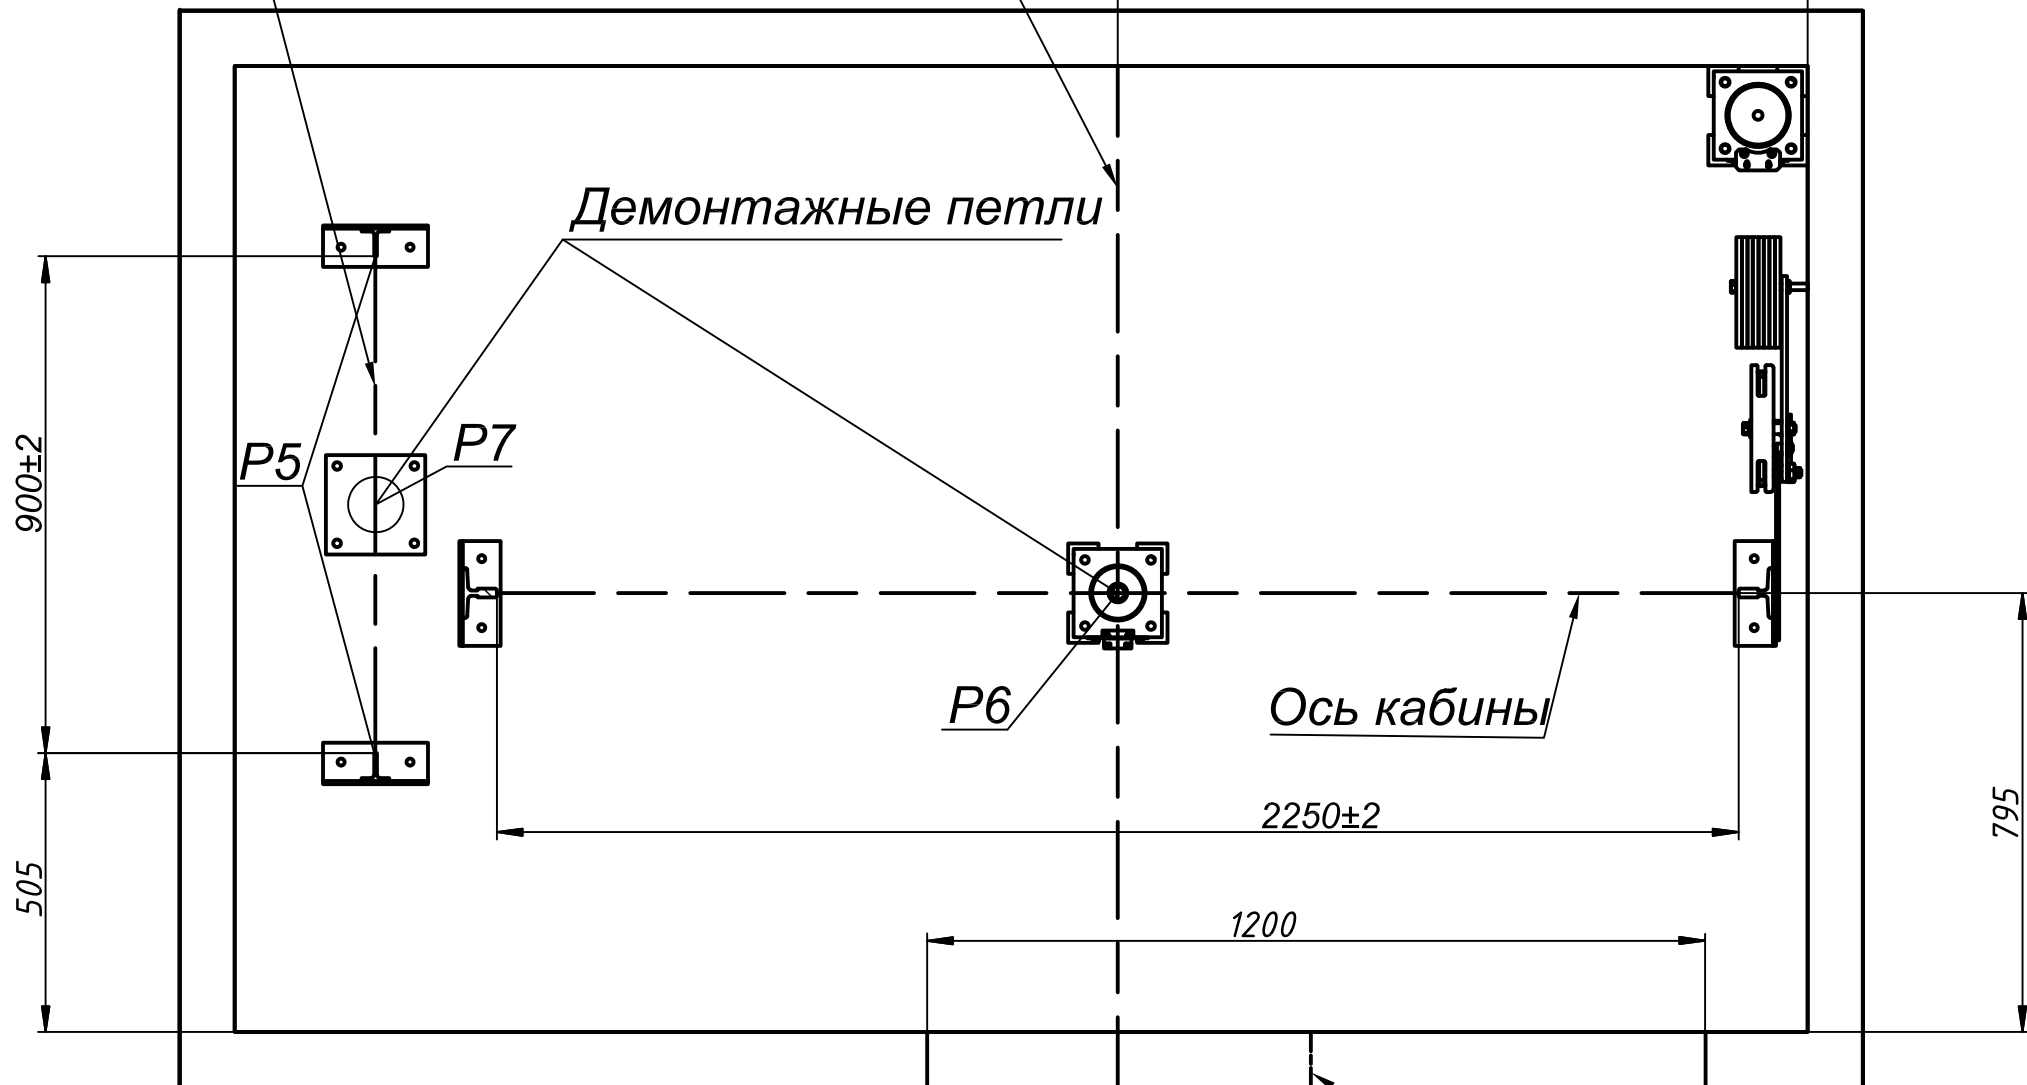 Демонтажные петли
P5
P7
900±2
P6
Ось кабины
2250±2
795
505
1200